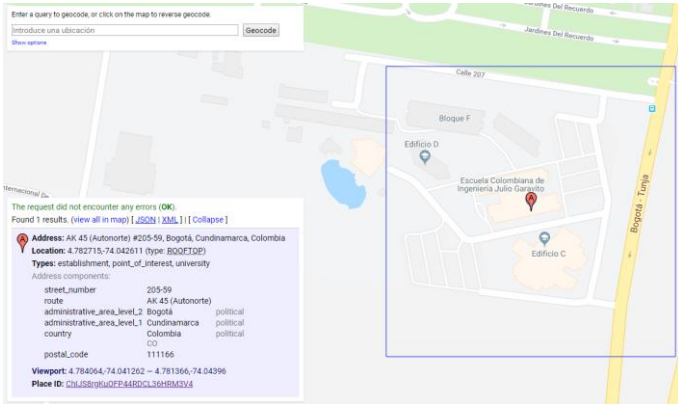 Enter a query to geocode, or click on the map to reverse geocode.
Introduce una ubicación
Geocode
Show options
The request did not encounter any errors (OK).
Found 1 results. (view all in map) [ JSON | XML ] | [ Collapse ]
A
Address: AK 45 (Autonorte) #205-59, Bogotá, Cundinamarca, Colombia
Location: 4.782715,-74.042611 (type: ROOFTOP)
Types: establishment, point_of_interest, university
Address components:
street_number 205-59
route AK 45 (Autonorte)
administrative_area_level_2 Bogotá political
administrative_area_level_1 Cundinamarca political
country Colombia political
CO
postal_code 111166
Viewport: 4.784064,-74.041262 — 4.781366,-74.04396
Jardines Del Recuerdo
Jardines Del Recuerdo
Calle 207
Bloque F
Edificio D
Escuela Colombiana de
Ingeniería Julio Garavito
A
Edificio C
Bogotá - Tunja
Place ID: